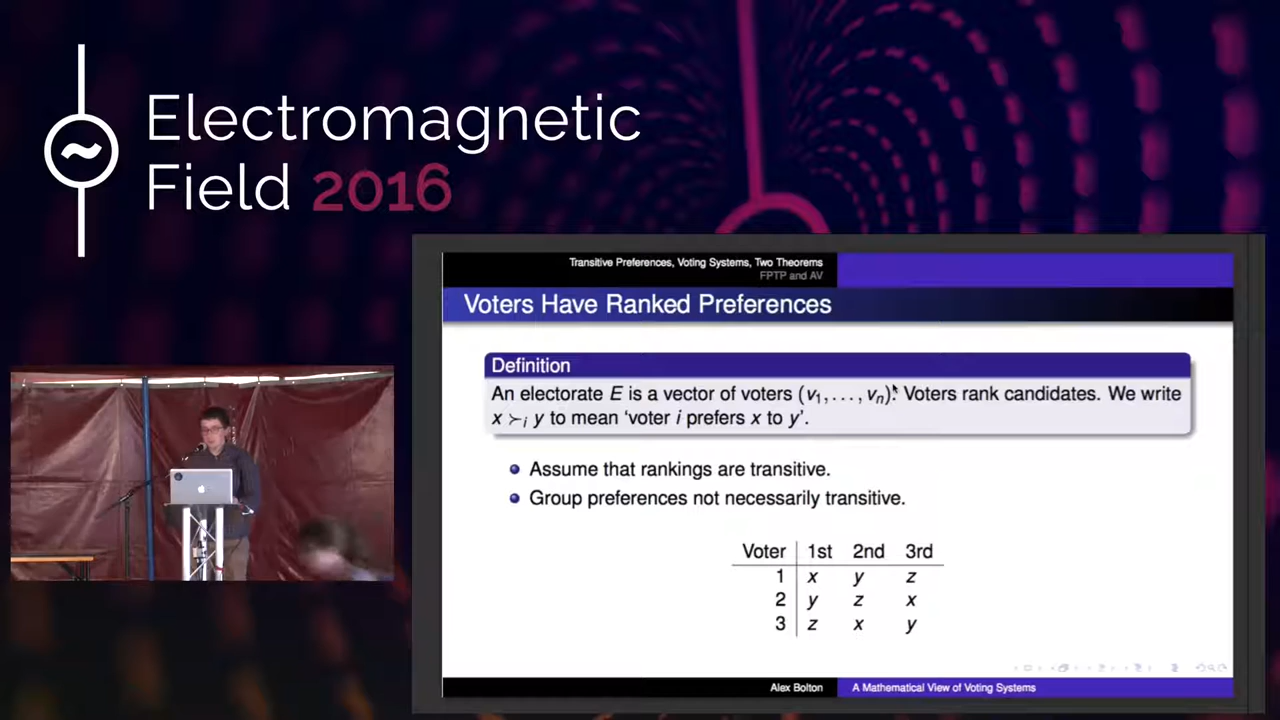 Electromagnetic
Field 2016
Transitive Preferences, Voting Systems, Two Theorems
FPTP and AV
Voters Have Ranked Preferences
Definition
An electorate E is a vector of voters (v1, . . . , vn). Voters rank candidates. We write
x ≻i y to mean ‘voter i prefers x to y’.
Assume that rankings are transitive.
Group preferences not necessarily transitive.
Voter 1st 2nd 3rd
1 x y z
2 y z x
3 z x y
Alex Bolton A Mathematical View of Voting Systems